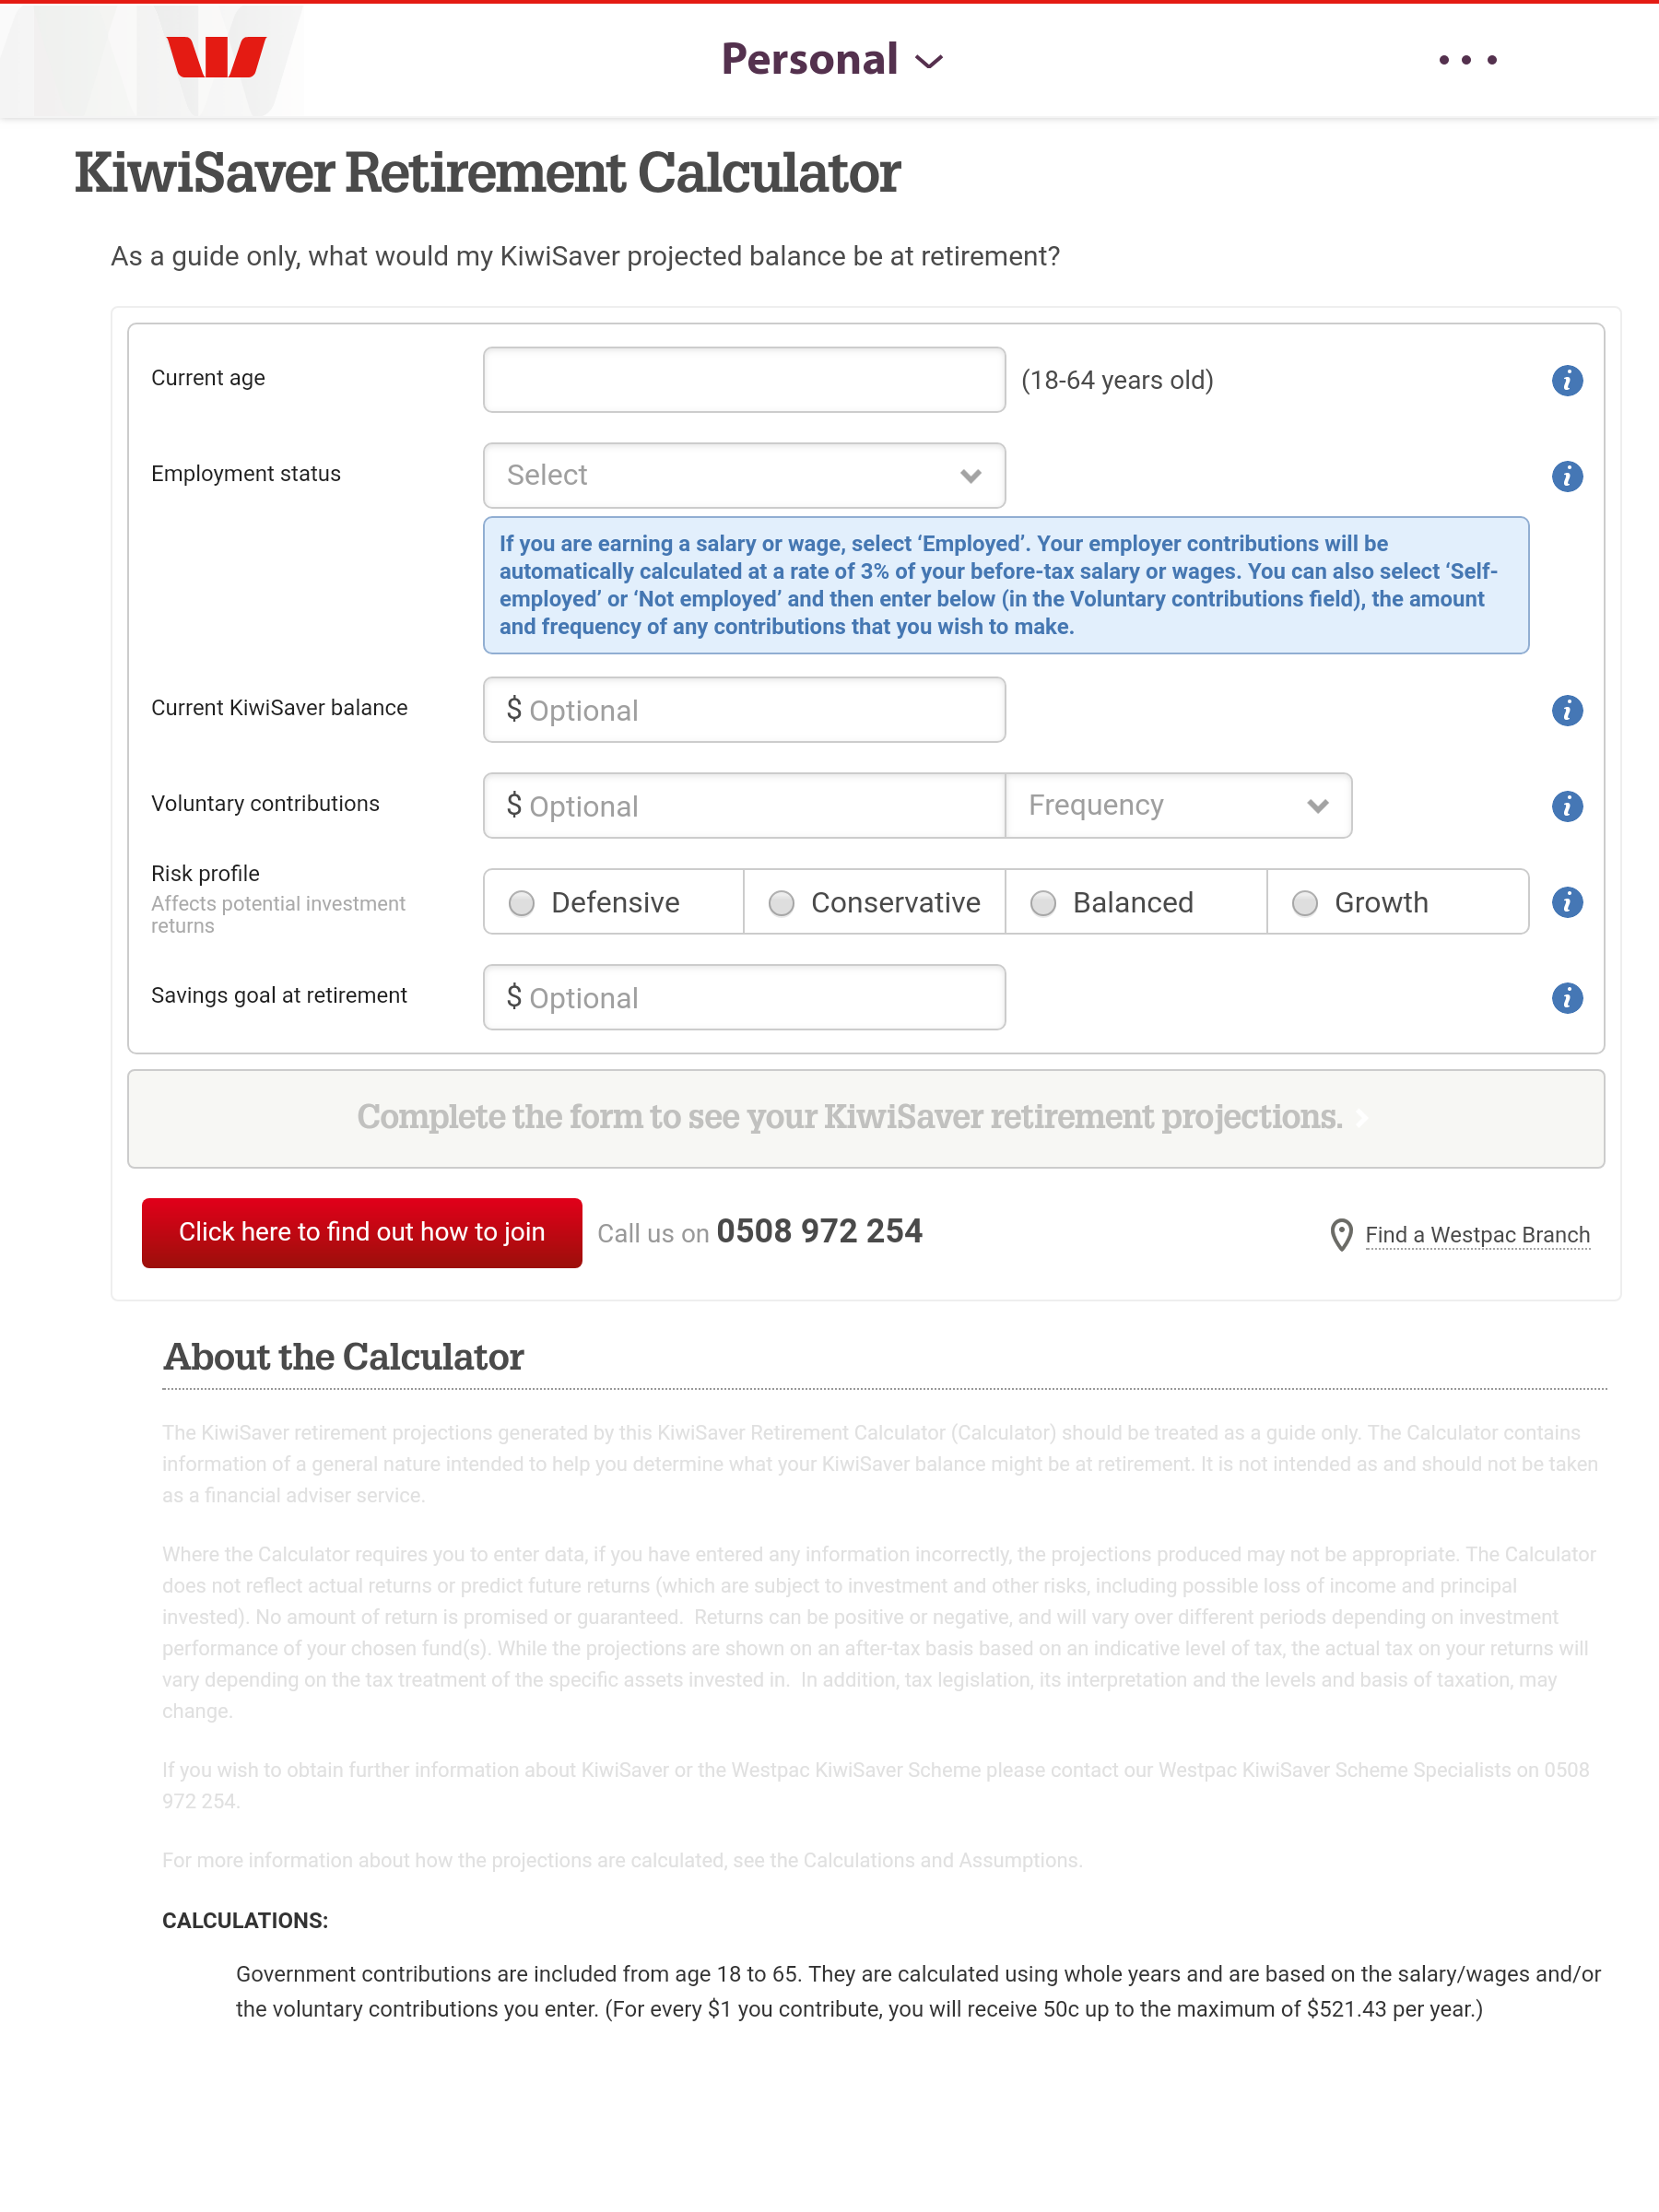 Personal
KiwiSaver Retirement Calculator
As a guide only, what would my KiwiSaver projected balance be at retirement?
Current age
(18-64 years old)
Employment status
Select
If you are earning a salary or wage, select ‘Employed’. Your employer contributions will be
automatically calculated at a rate of 3% of your before-tax salary or wages. You can also select ‘Self-
employed’ or ‘Not employed’ and then enter below (in the Voluntary contributions field), the amount
and frequency of any contributions that you wish to make.
Current KiwiSaver balance
$ Optional
Voluntary contributions
$ Optional
Frequency
Risk profile
Affects potential investment
returns
Defensive
Conservative
Balanced
Growth
Savings goal at retirement
$ Optional
Complete the form to see your KiwiSaver retirement projections.
Click here to find out how to join
Call us on 0508 972 254
Find a Westpac Branch
About the Calculator
The KiwiSaver retirement projections generated by this KiwiSaver Retirement Calculator (Calculator) should be treated as a guide only. The Calculator contains
information of a general nature intended to help you determine what your KiwiSaver balance might be at retirement. It is not intended as and should not be taken
as a financial adviser service.
Where the Calculator requires you to enter data, if you have entered any information incorrectly, the projections produced may not be appropriate. The Calculator
does not reflect actual returns or predict future returns (which are subject to investment and other risks, including possible loss of income and principal
invested). No amount of return is promised or guaranteed. Returns can be positive or negative, and will vary over different periods depending on investment
performance of your chosen fund(s). While the projections are shown on an after-tax basis based on an indicative level of tax, the actual tax on your returns will
vary depending on the tax treatment of the specific assets invested in. In addition, tax legislation, its interpretation and the levels and basis of taxation, may
change.
If you wish to obtain further information about KiwiSaver or the Westpac KiwiSaver Scheme please contact our Westpac KiwiSaver Scheme Specialists on 0508
972 254.
For more information about how the projections are calculated, see the Calculations and Assumptions.
CALCULATIONS:
Government contributions are included from age 18 to 65. They are calculated using whole years and are based on the salary/wages and/or
the voluntary contributions you enter. (For every $1 you contribute, you will receive 50c up to the maximum of $521.43 per year.)